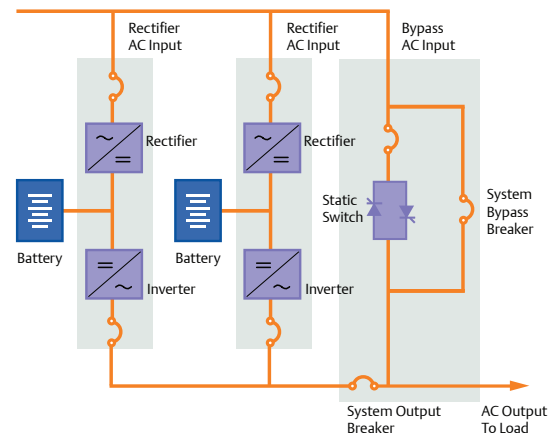 Rectifier
AC Input
Rectifier
AC Input
Bypass
AC Input
Rectifier
Rectifier
Static
Switch
System
Bypass
Breaker
Battery
Inverter
Battery
Inverter
System Output
Breaker
AC Output
To Load